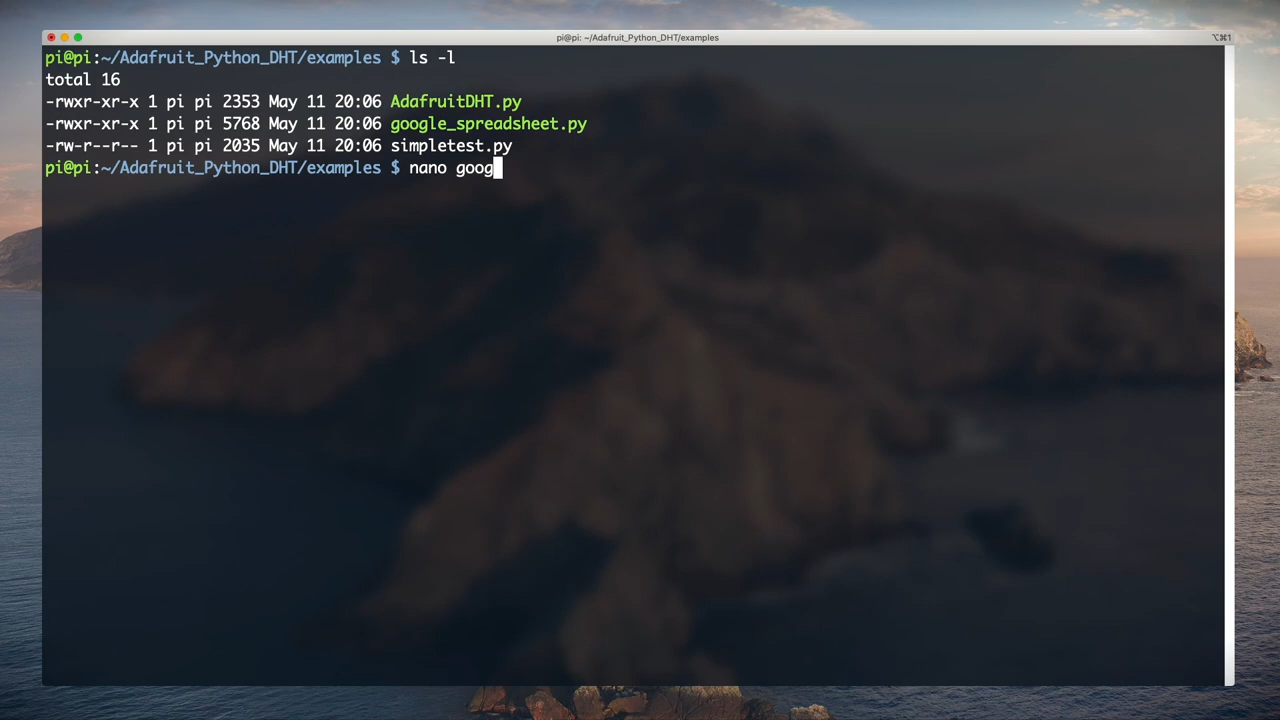 pi@pi: ~/Adafruit_Python_DHT/examples
⌥⌘1
pi@pi:~/Adafruit_Python_DHT/examples $ ls -l
total 16
-rwxr-xr-x 1 pi pi 2353 May 11 20:06 AdafruitDHT.py
-rwxr-xr-x 1 pi pi 5768 May 11 20:06 google_spreadsheet.py
-rw-r--r-- 1 pi pi 2035 May 11 20:06 simpletest.py
pi@pi:~/Adafruit_Python_DHT/examples $ nano goog